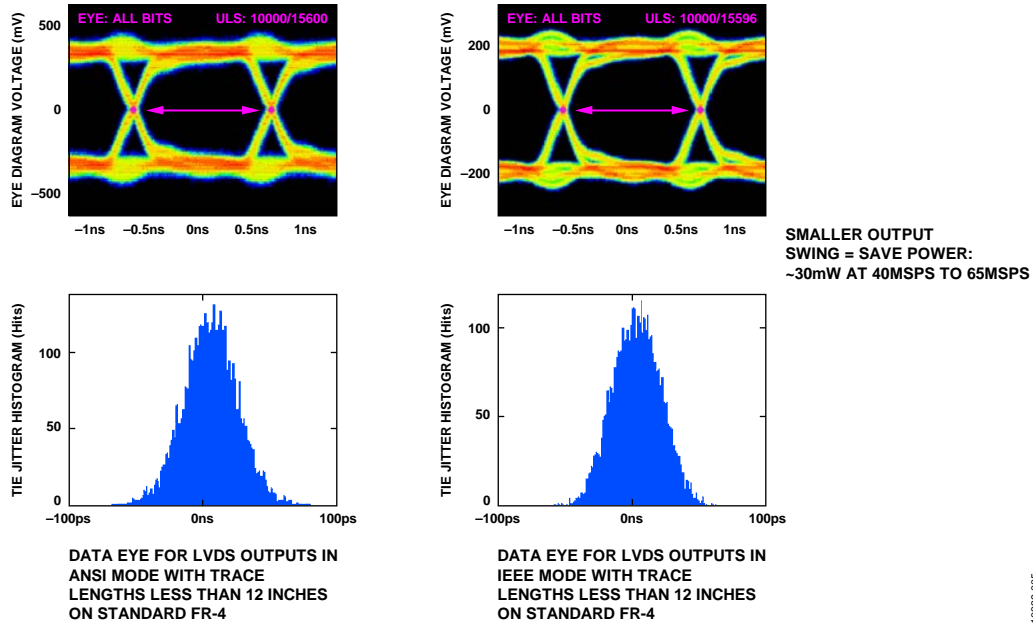 EYE DIAGRAM VOLTAGE (mV)
500
0
–500
EYE: ALL BITS
ULS: 10000/15600
–1ns
–0.5ns
0ns
0.5ns
1ns
EYE DIAGRAM VOLTAGE (mV)
200
0
–200
EYE: ALL BITS
ULS: 10000/15596
–1ns
–0.5ns
0ns
0.5ns
1ns
SMALLER OUTPUT
SWING = SAVE POWER:
~30mW AT 40MSPS TO 65MSPS
TIE JITTER HISTOGRAM (Hits)
100
50
0
–100ps
0ns
100ps
DATA EYE FOR LVDS OUTPUTS IN
ANSI MODE WITH TRACE
LENGTHS LESS THAN 12 INCHES
ON STANDARD FR-4
TIE JITTER HISTOGRAM (Hits)
100
50
0
–100ps
0ns
100ps
DATA EYE FOR LVDS OUTPUTS IN
IEEE MODE WITH TRACE
LENGTHS LESS THAN 12 INCHES
ON STANDARD FR-4